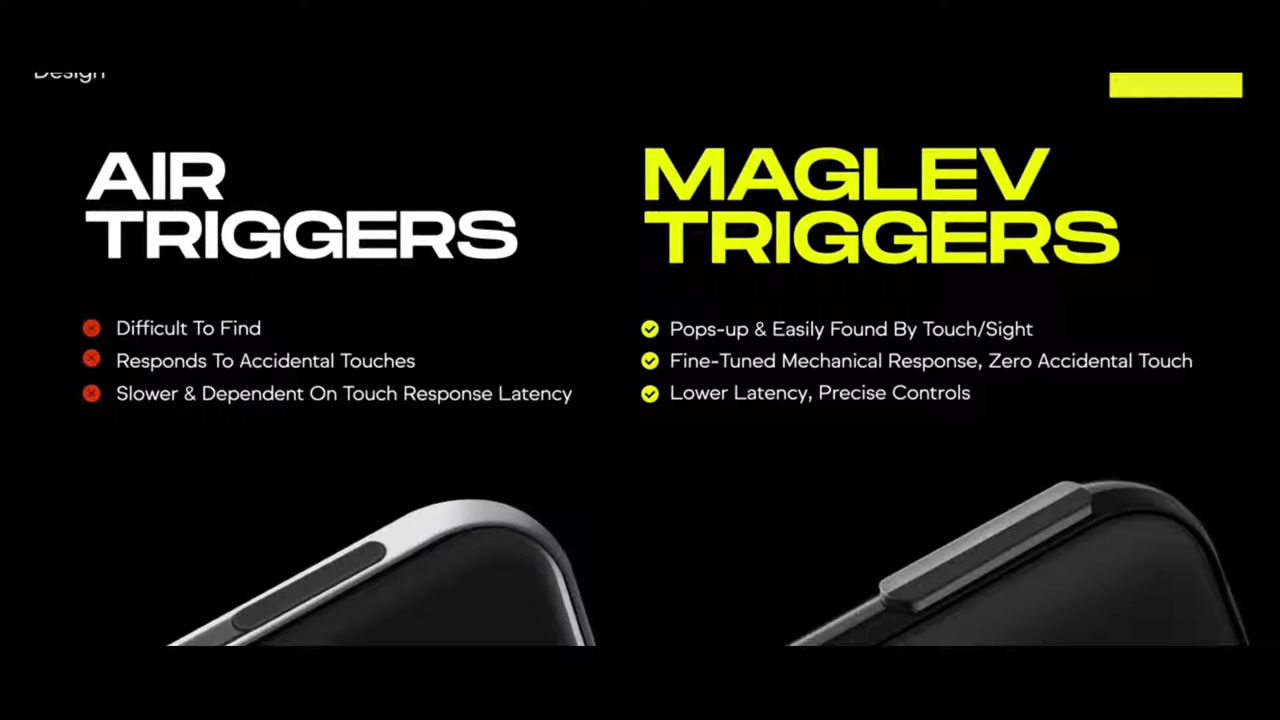 Design
AIR
TRIGGERS
Difficult To Find
Responds To Accidental Touches
Slower & Dependent On Touch Response Latency
MAGLEV
TRIGGERS
Pops-up & Easily Found By Touch/Sight
Fine-Tuned Mechanical Response, Zero Accidental Touch
Lower Latency, Precise Controls